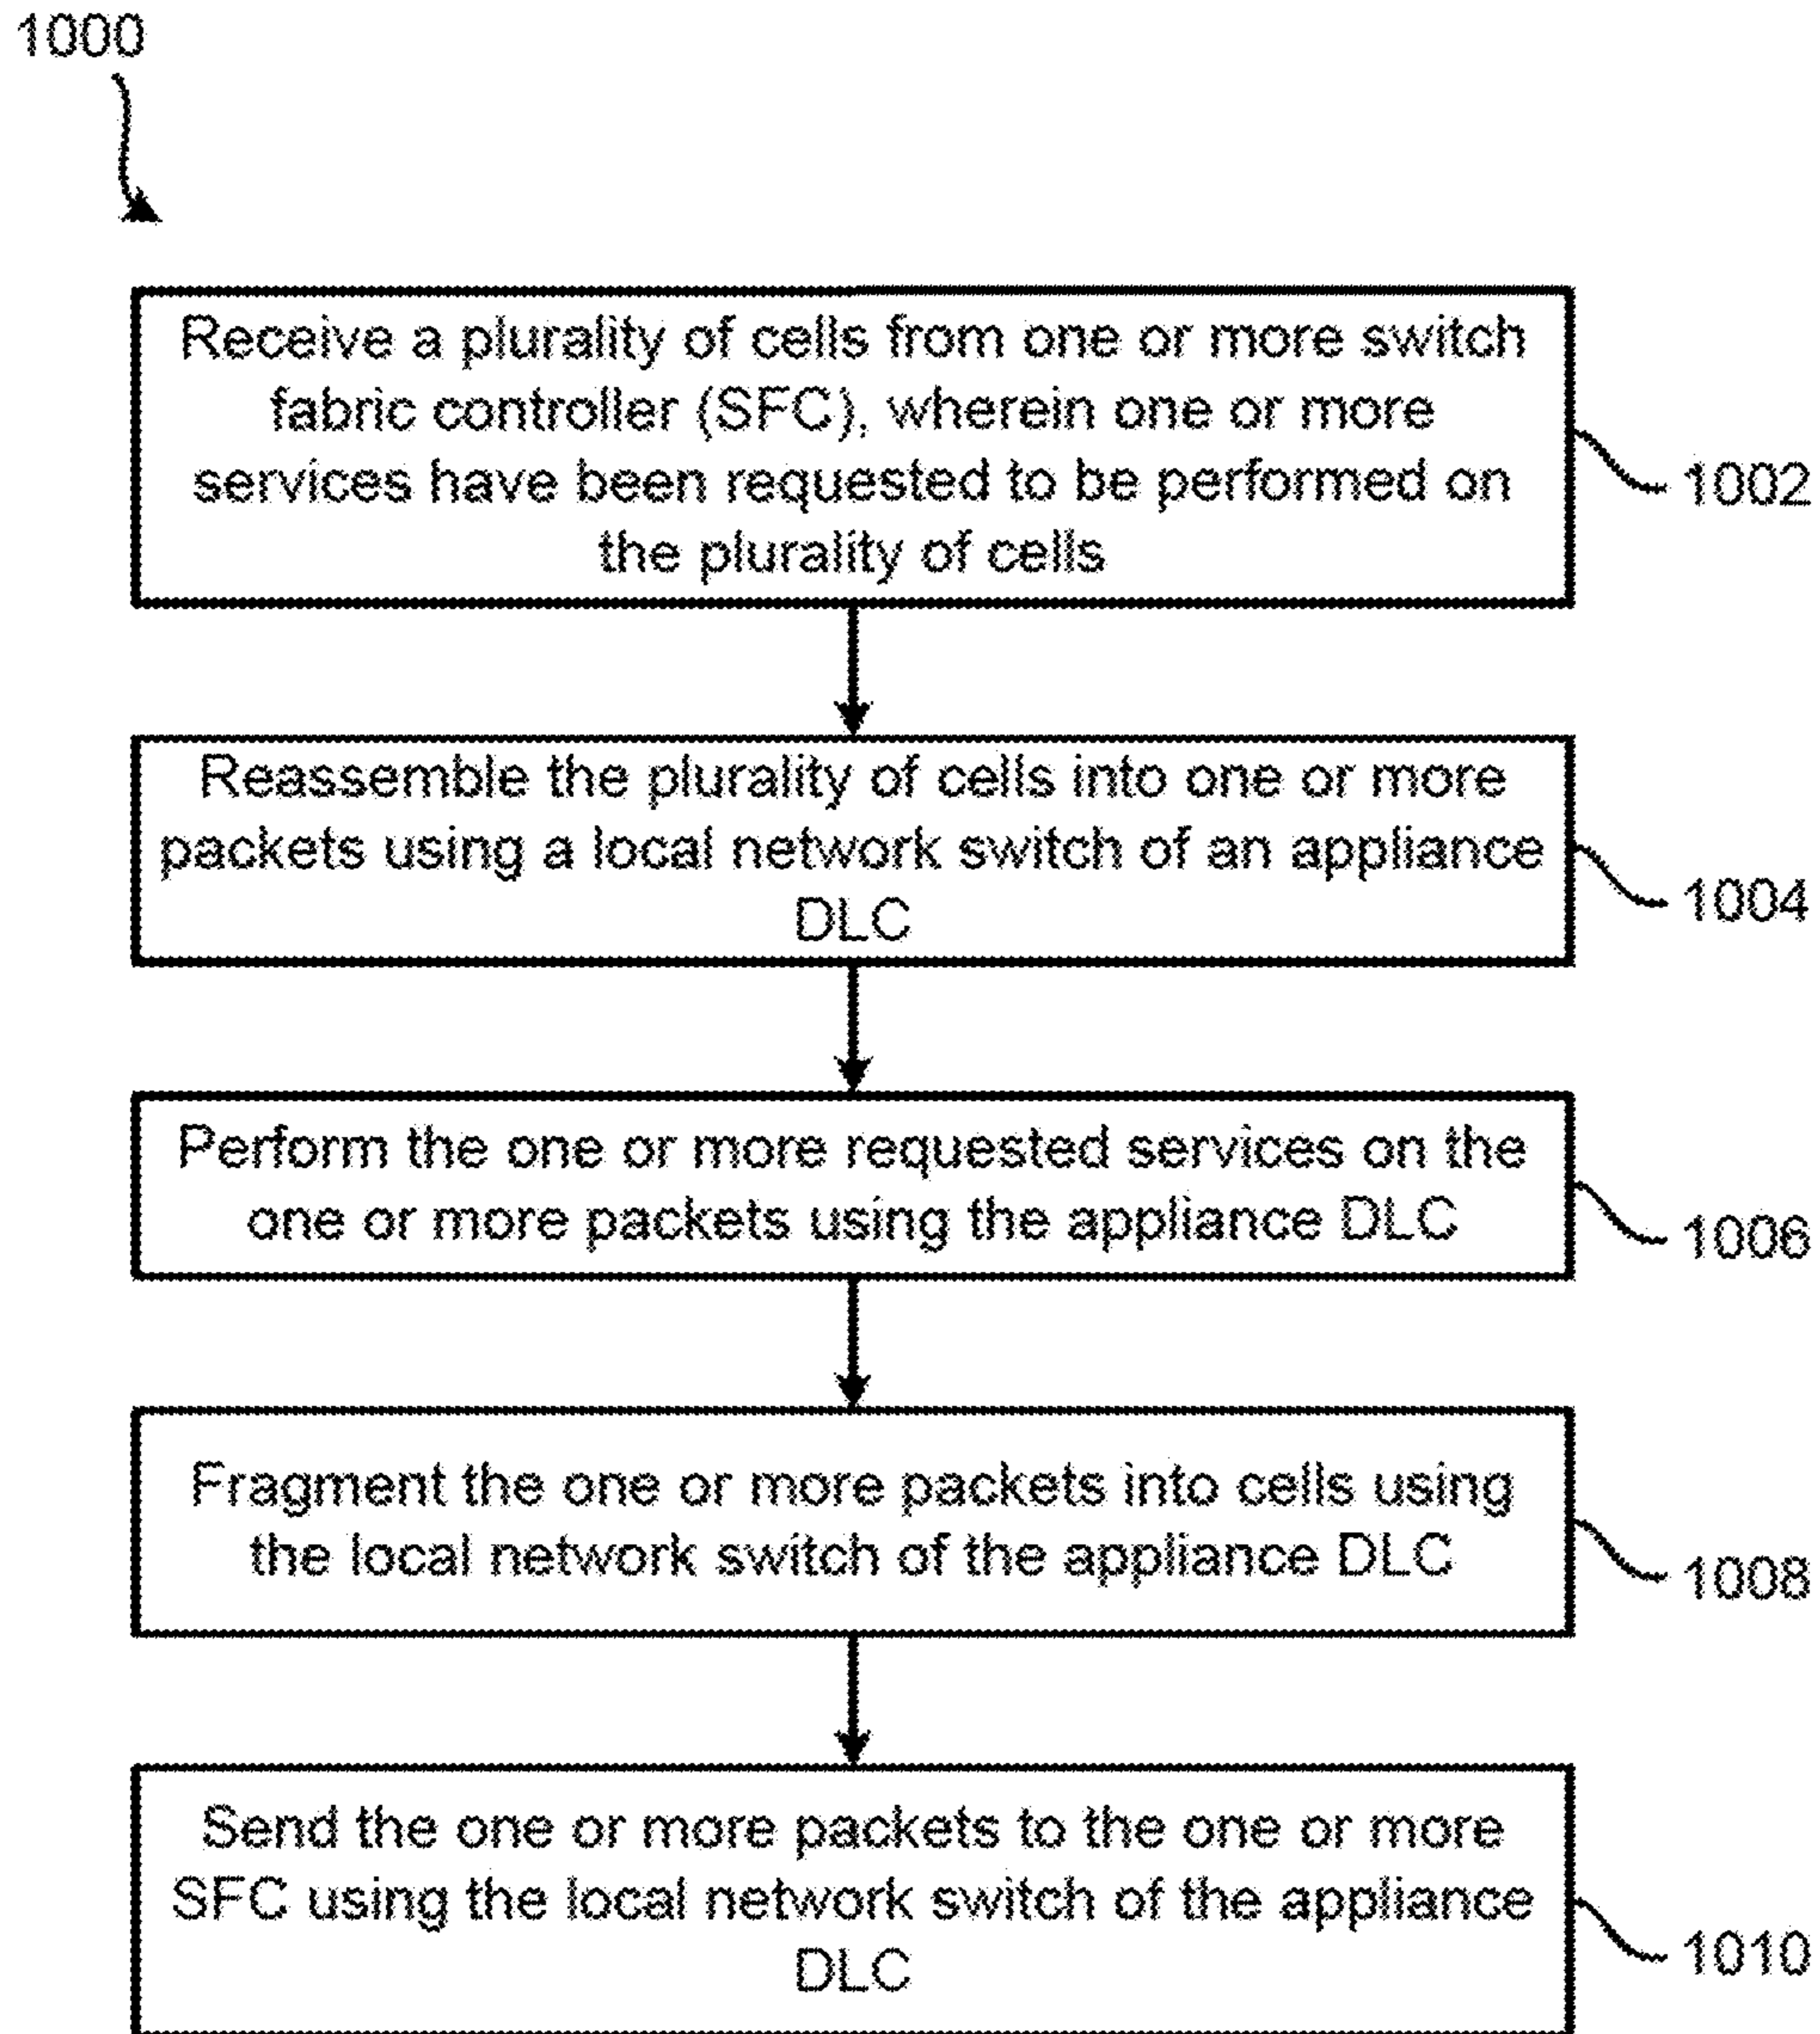 1000
Receive a plurality of cells from one or more switch
fabric controller (SFC), wherein one or more
services have been requested to be performed on
the plurality of cells
1002
Reassemble the plurality of cells into one or more
packets using a local network switch of an appliance
DLC
1004
Perform the one or more requested services on the
one or more packets using the appliance DLC
1006
Fragment the one or more packets into cells using
the local network switch of the appliance DLC
1008
Send the one or more packets to the one or more
SFC using the local network switch of the appliance
DLC
1010